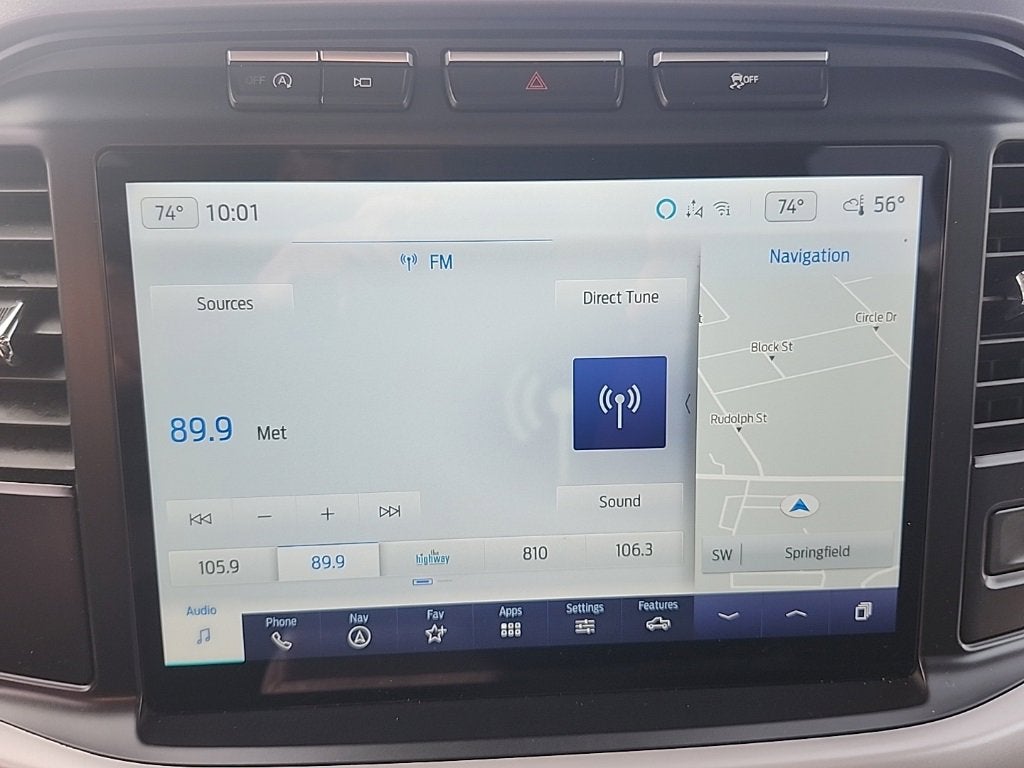 OFF A
OFF
74° 10:01 74° 56°
FM
Navigation
Sources
Direct Tune
Circle Dr
Block St
Rudolph St
89.9 Met
Sound
SW Springfield
105.9 89.9 the highway 810 106.3
Audio Phone Nav Fav Apps Settings Features